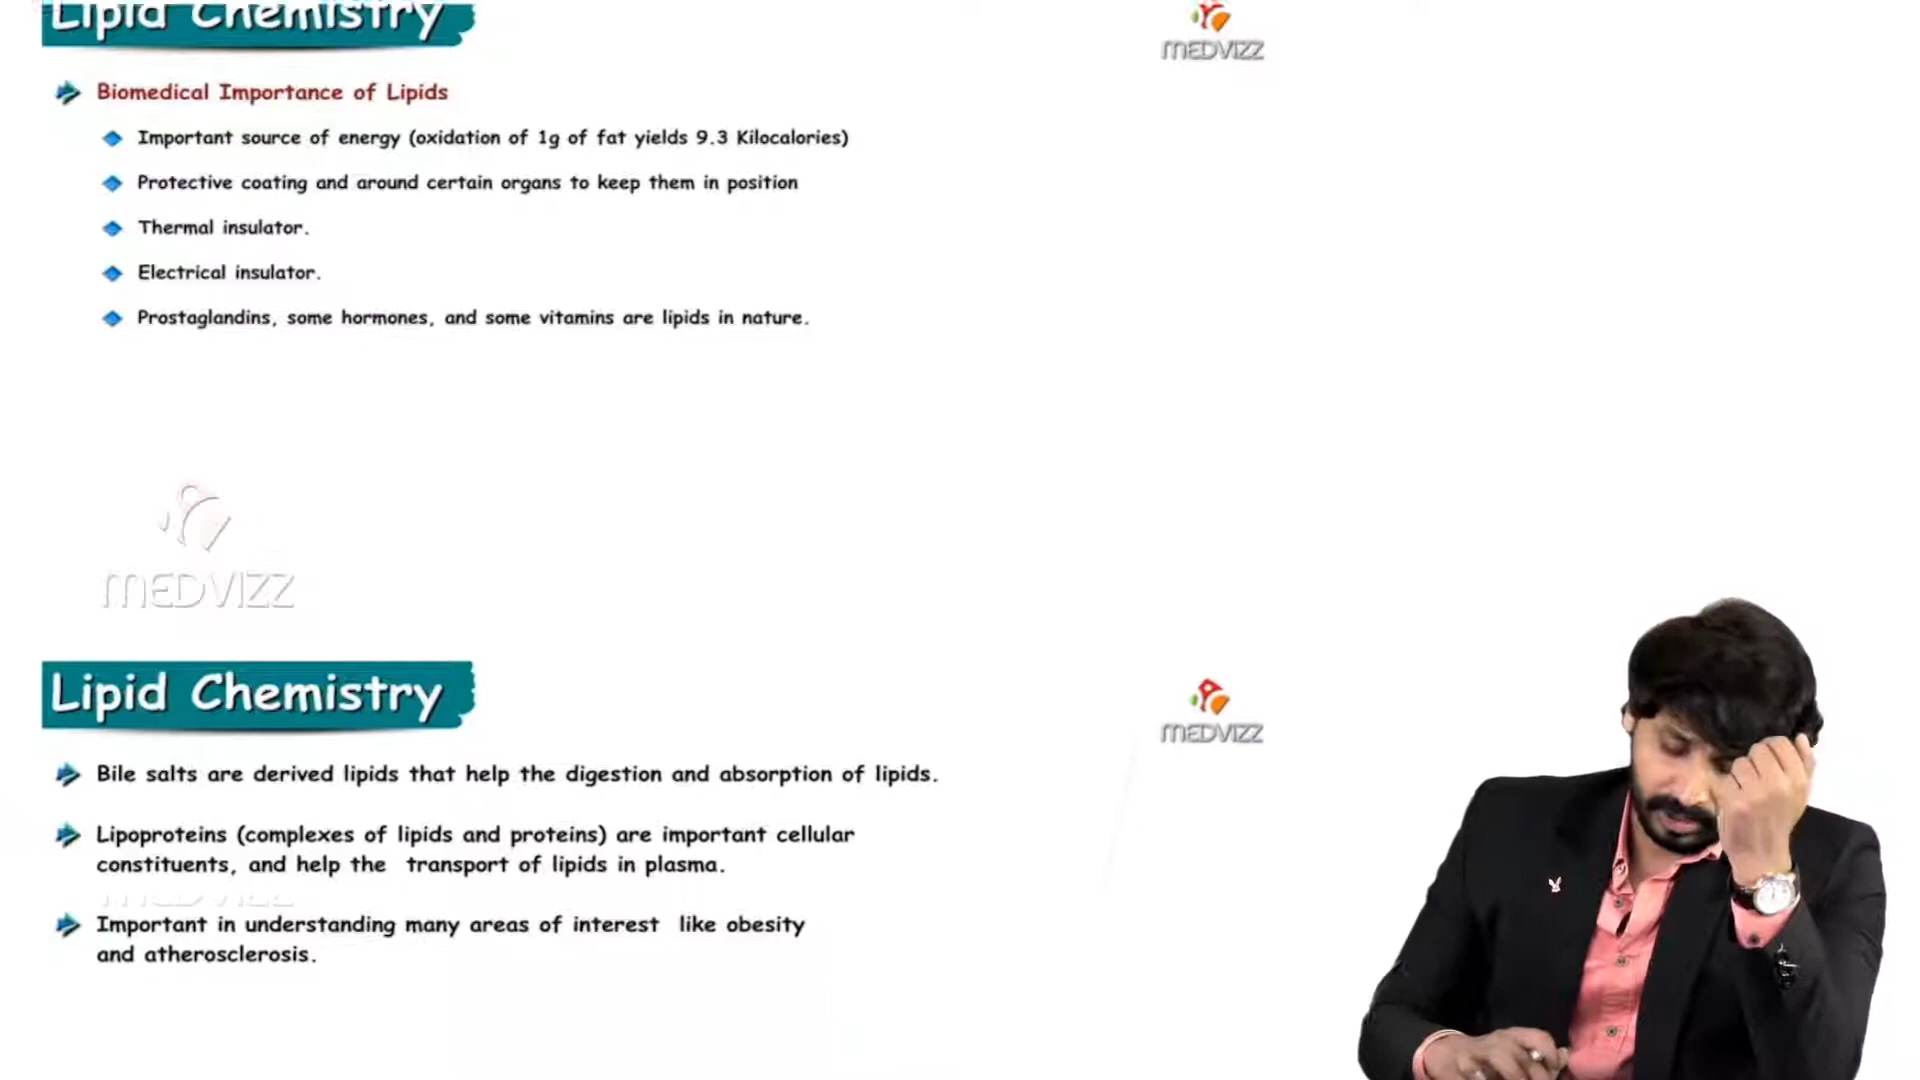 Lipid Chemistry
MEDVIZZ
Biomedical Importance of Lipids
Important source of energy (oxidation of 1g of fat yields 9.3 Kilocalories)
Protective coating and around certain organs to keep them in position
Thermal insulator.
Electrical insulator.
Prostaglandins, some hormones, and some vitamins are lipids in nature.
MEDVIZZ
Lipid Chemistry
MEDVIZZ
Bile salts are derived lipids that help the digestion and absorption of lipids.
Lipoproteins (complexes of lipids and proteins) are important cellular
constituents, and help the transport of lipids in plasma.
Important in understanding many areas of interest like obesity
and atherosclerosis.